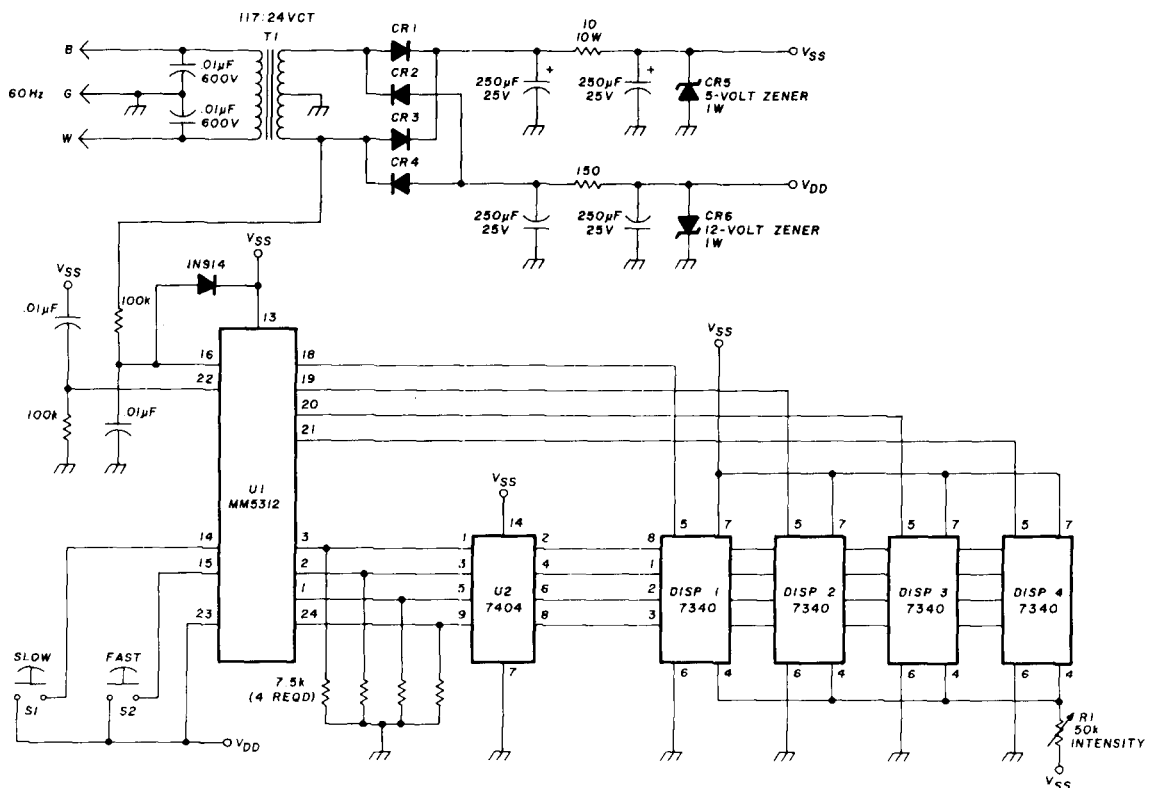 117:24VCT
T1
B
.01µF
600V
60Hz
G
.01µF
600V
W
CR1
CR2
CR3
CR4
10
10W
VSS
+
250µF
25V
+
250µF
25V
CR5
5-VOLT ZENER
1W
150
VDD
250µF
25V
250µF
25V
CR6
12-VOLT ZENER
1W
VSS
1N914
VSS
.01µF
100k
13
VSS
16
18
22
19
20
100k
.01µF
21
U1
MM5312
VSS
14
5
7
5
7
5
7
5
7
14
3
1
2
8
15
2
3
4
1
1
5
6
2
23
24
9
8
3
U2
7404
DISP 1
7340
DISP 2
7340
DISP 3
7340
DISP 4
7340
SLOW
FAST
7.5k
(4 REQD)
7
6
4
6
4
6
4
6
4
S1
S2
VDD
R1
50k
INTENSITY
VSS